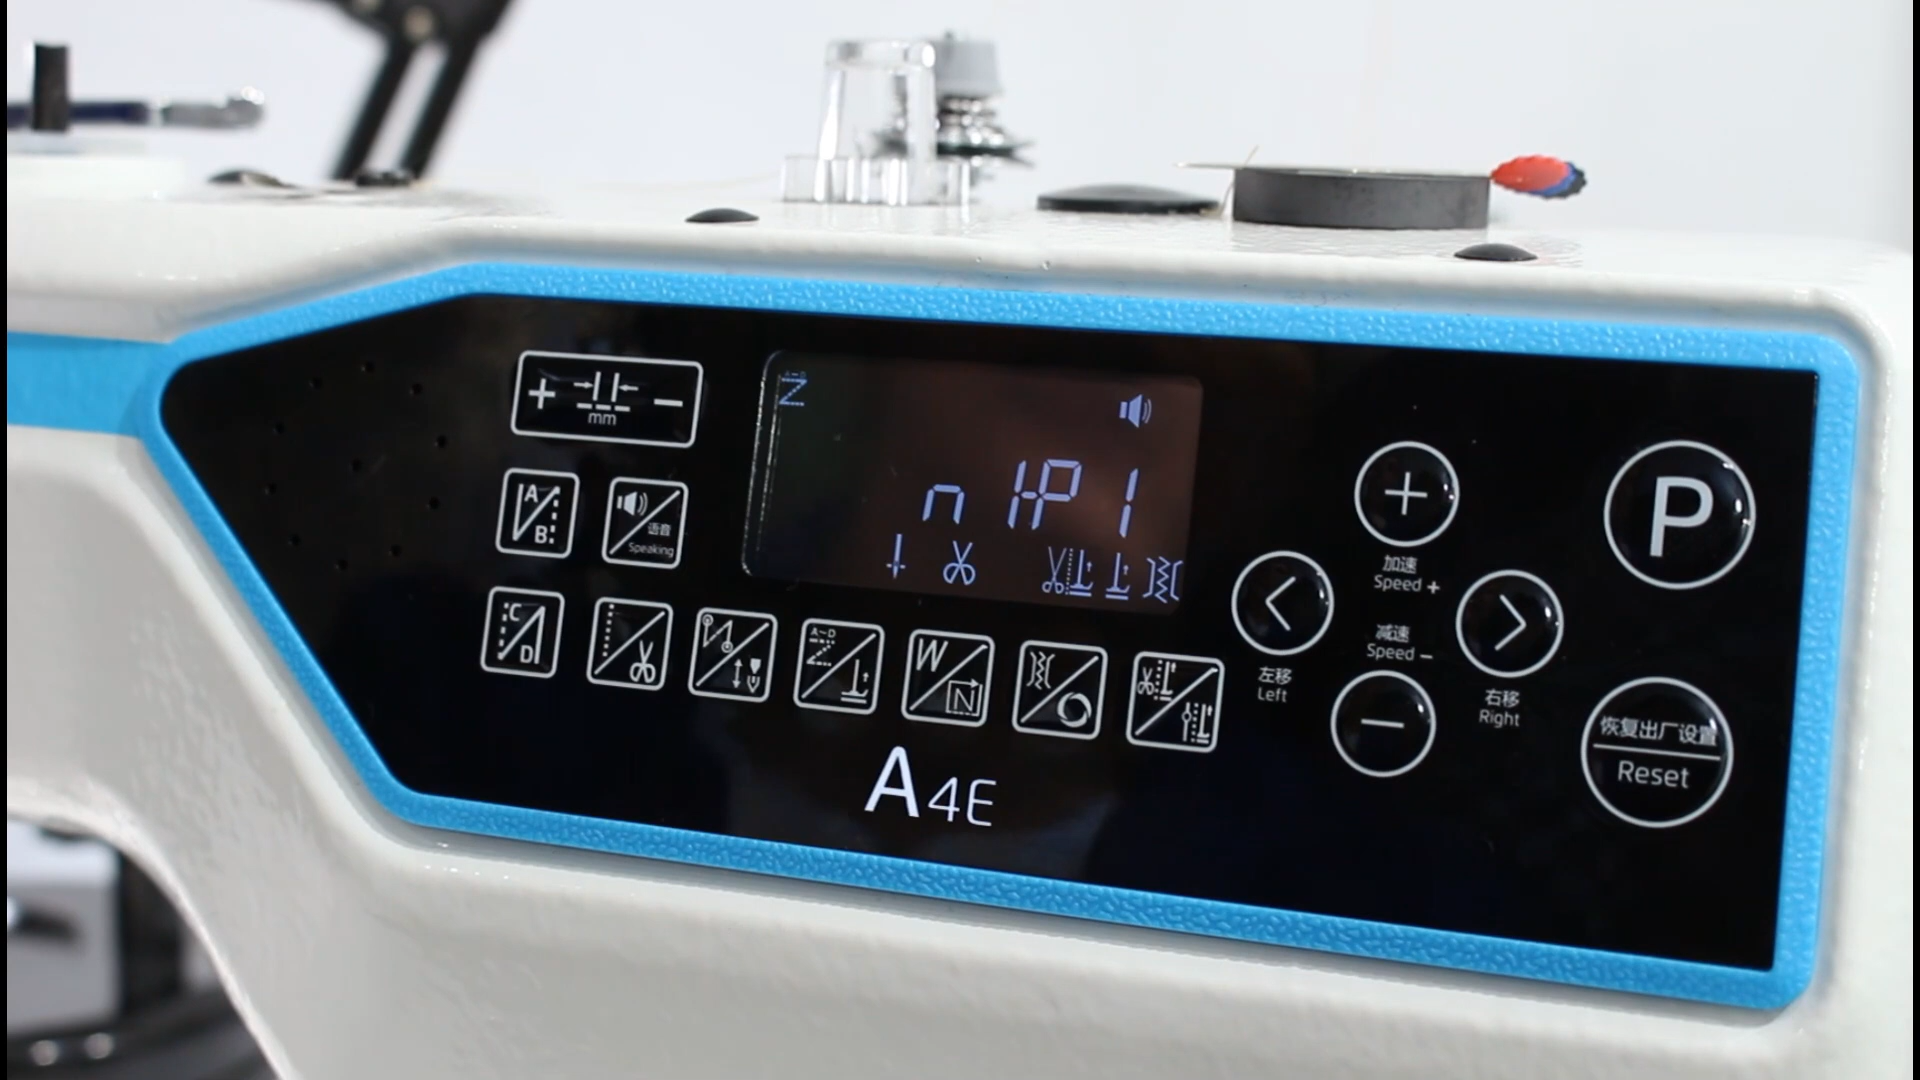 + −
mm
A
B
语音
Speaking
n 1P1
C
D
A-D
W
N
A4E
+
加速
Speed +
<
左移
Left
减速
Speed −
−
>
右移
Right
P
恢复出厂设置
Reset